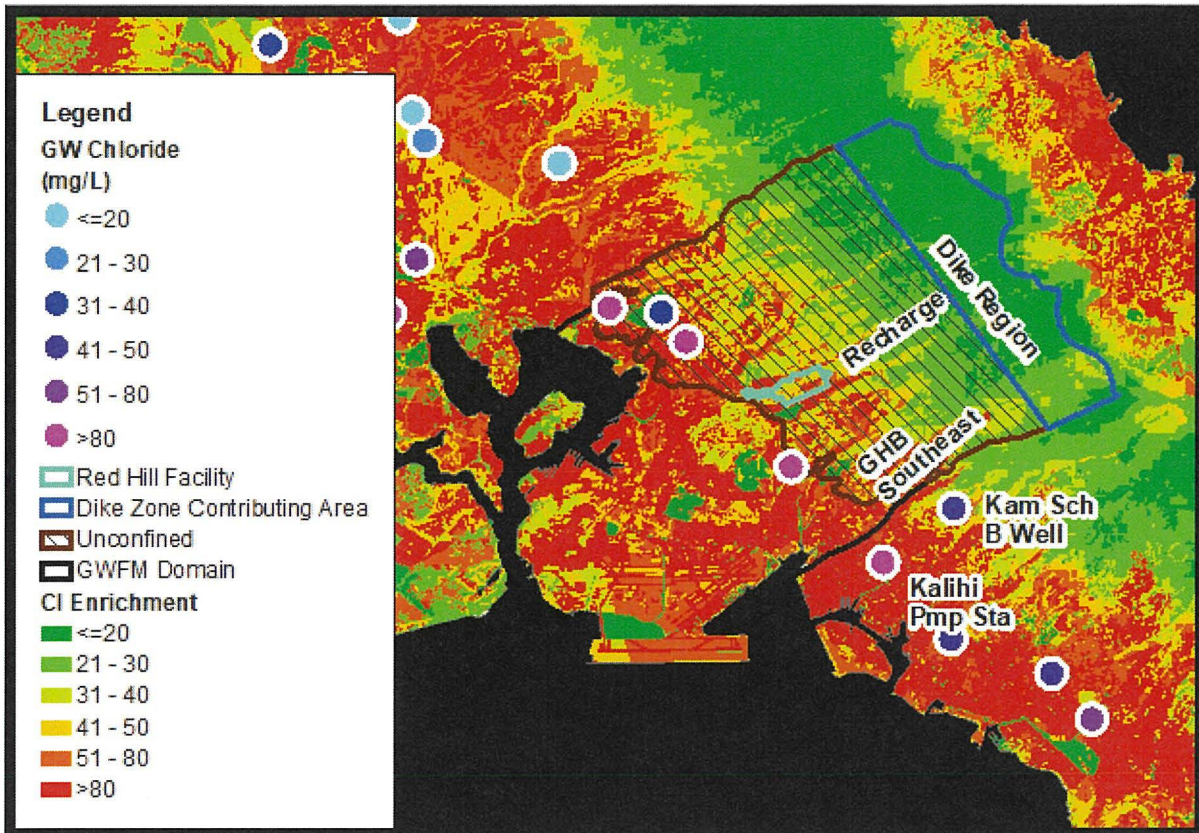 Legend
GW Chloride
(mg/L)
<=20
21 - 30
31 - 40
41 - 50
51 - 80
>80
Red Hill Facility
Dike Zone Contributing Area
Unconfined
GWFM Domain
Cl Enrichment
<=20
21 - 30
31 - 40
41 - 50
51 - 80
>80
Dike Region
Recharge
GHB
Southeast
Kam Sch
B Well
Kalihi
Pmp Sta